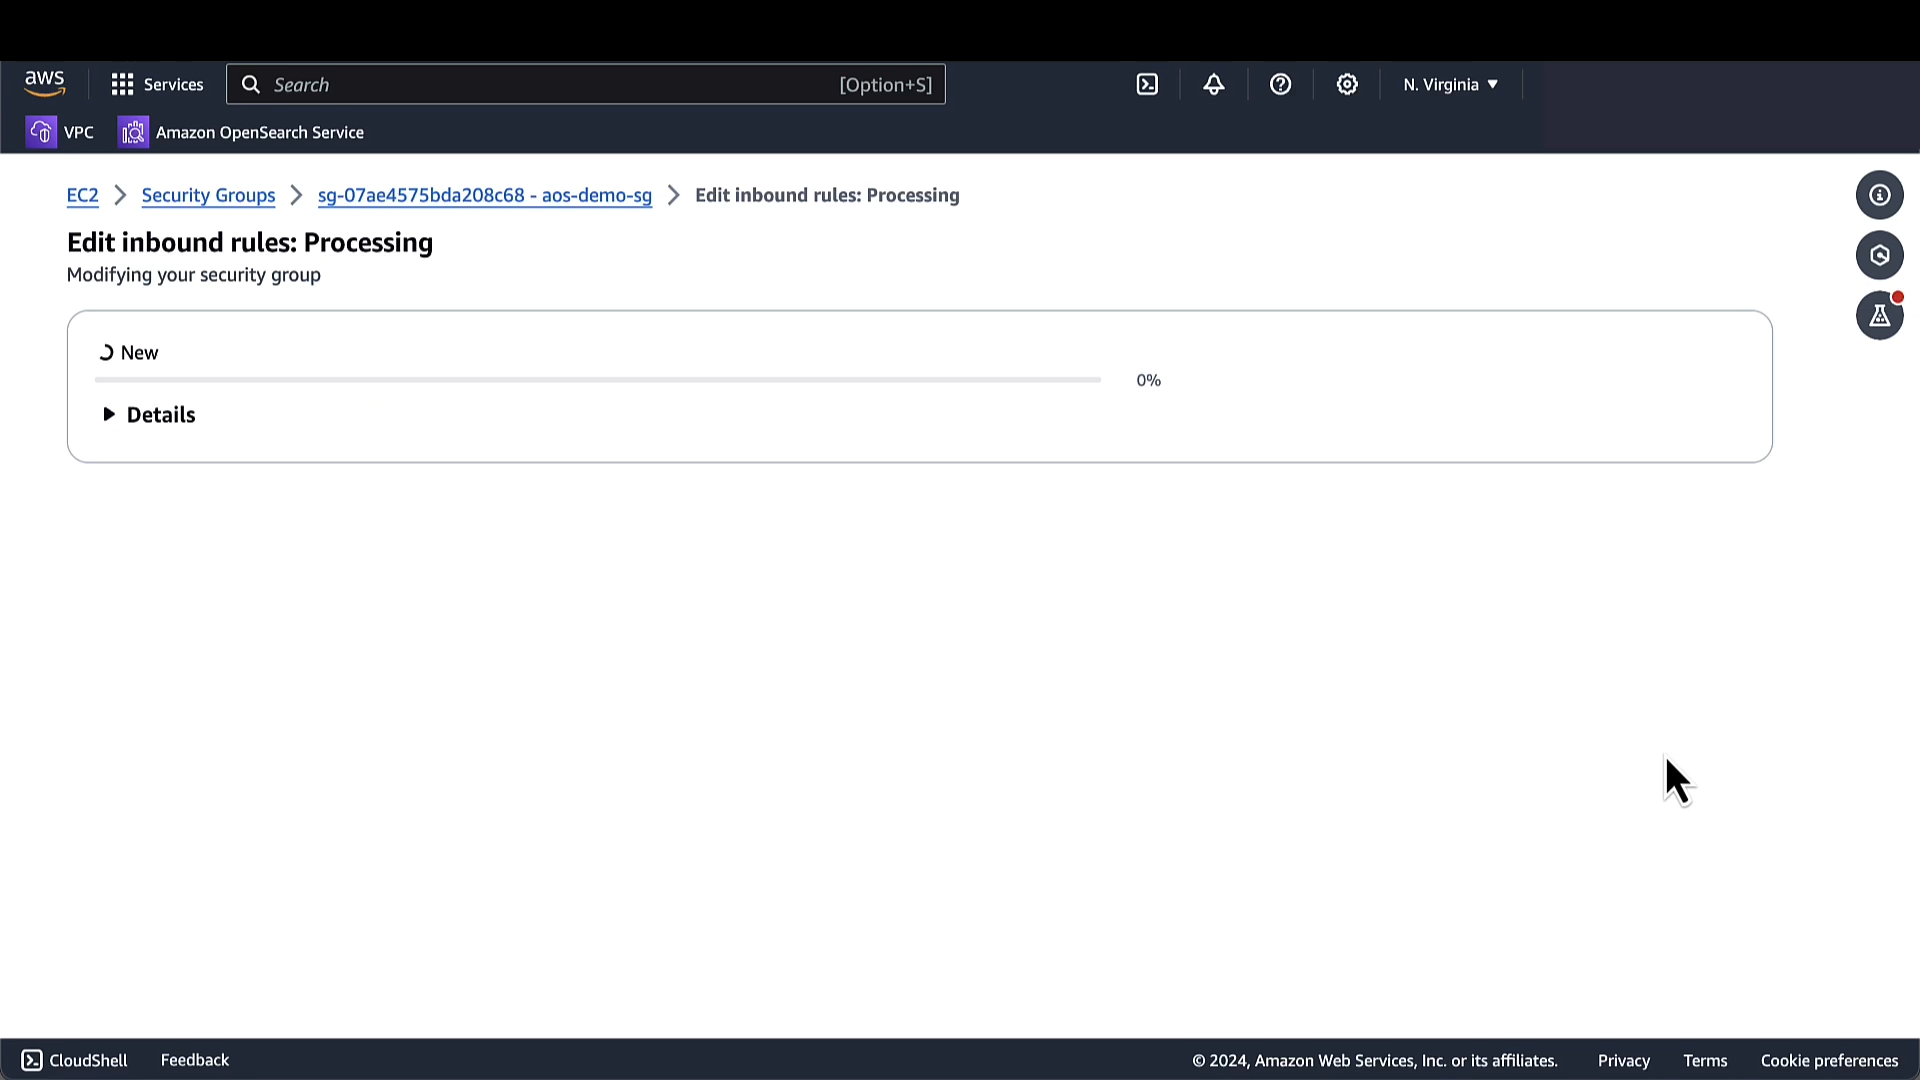 aws
Services
Search
[Option+S]
N. Virginia
VPC
Amazon OpenSearch Service
EC2
Security Groups
sg-07ae4575bda208c68 - aos-demo-sg
Edit inbound rules: Processing
Edit inbound rules: Processing
Modifying your security group
New
0%
Details
CloudShell
Feedback
© 2024, Amazon Web Services, Inc. or its affiliates.
Privacy
Terms
Cookie preferences